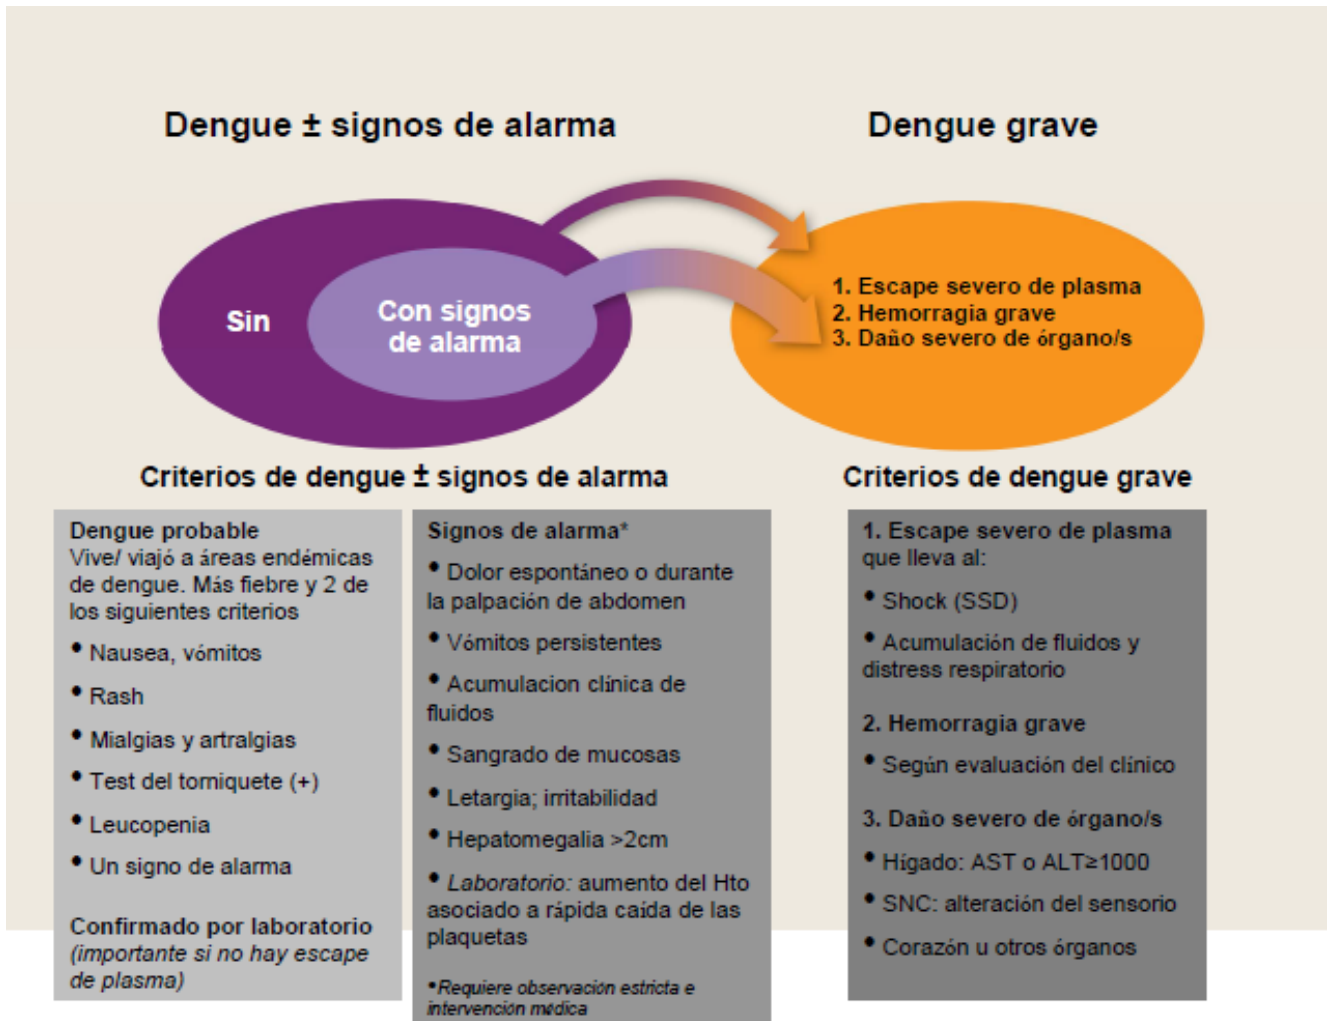 Dengue ± signos de alarma
Dengue grave
Sin
Con signos
de alarma
1. Escape severo de plasma
2. Hemorragia grave
3. Daño severo de órgano/s
Criterios de dengue ± signos de alarma
Dengue probable
Vive/ viajó a áreas endémicas
de dengue. Más fiebre y 2 de
los siguientes criterios
• Nausea, vómitos
• Rash
• Mialgias y artralgias
• Test del torniquete (+)
• Leucopenia
• Un signo de alarma
Confirmado por laboratorio
(importante si no hay escape
de plasma)
Signos de alarma*
• Dolor espontáneo o durante
la palpación de abdomen
• Vómitos persistentes
• Acumulacion clínica de
fluidos
• Sangrado de mucosas
• Letargia; irritabilidad
• Hepatomegalia >2cm
• Laboratorio: aumento del Hto
asociado a rápida caída de las
plaquetas
*Requiere observación estricta e
intervención médica
Criterios de dengue grave
1. Escape severo de plasma
que lleva al:
• Shock (SSD)
• Acumulación de fluidos y
distress respiratorio
2. Hemorragia grave
• Según evaluación del clínico
3. Daño severo de órgano/s
• Hígado: AST o ALT≥1000
• SNC: alteración del sensorio
• Corazón u otros órganos